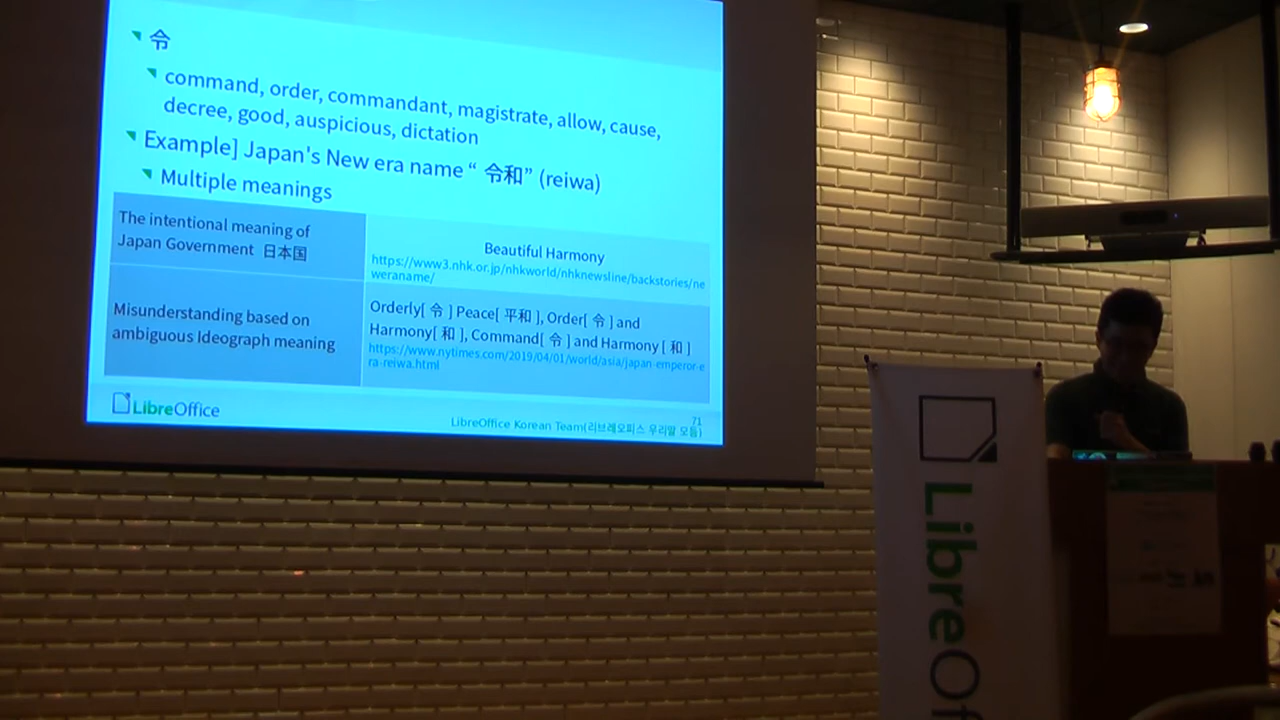 令
command, order, commandant, magistrate, allow, cause,
decree, good, auspicious, dictation
Example] Japan's New era name “ 令和” (reiwa)
Multiple meanings
The intentional meaning of
Japan Government 日本国
Beautiful Harmony
https://www3.nhk.or.jp/nhkworld/nhknewsline/backstories/ne
weraname/
Misunderstanding based on
ambiguous Ideograph meaning
Orderly[ 令 ] Peace[ 平和 ], Order[ 令 ] and
Harmony[ 和 ], Command[ 令 ] and Harmony [ 和 ]
https://www.nytimes.com/2019/04/01/world/asia/japan-emperor-e
ra-reiwa.html
LibreOffice
71
LibreOffice Korean Team(리브레오피스 우리말 모듬)
LibreOf